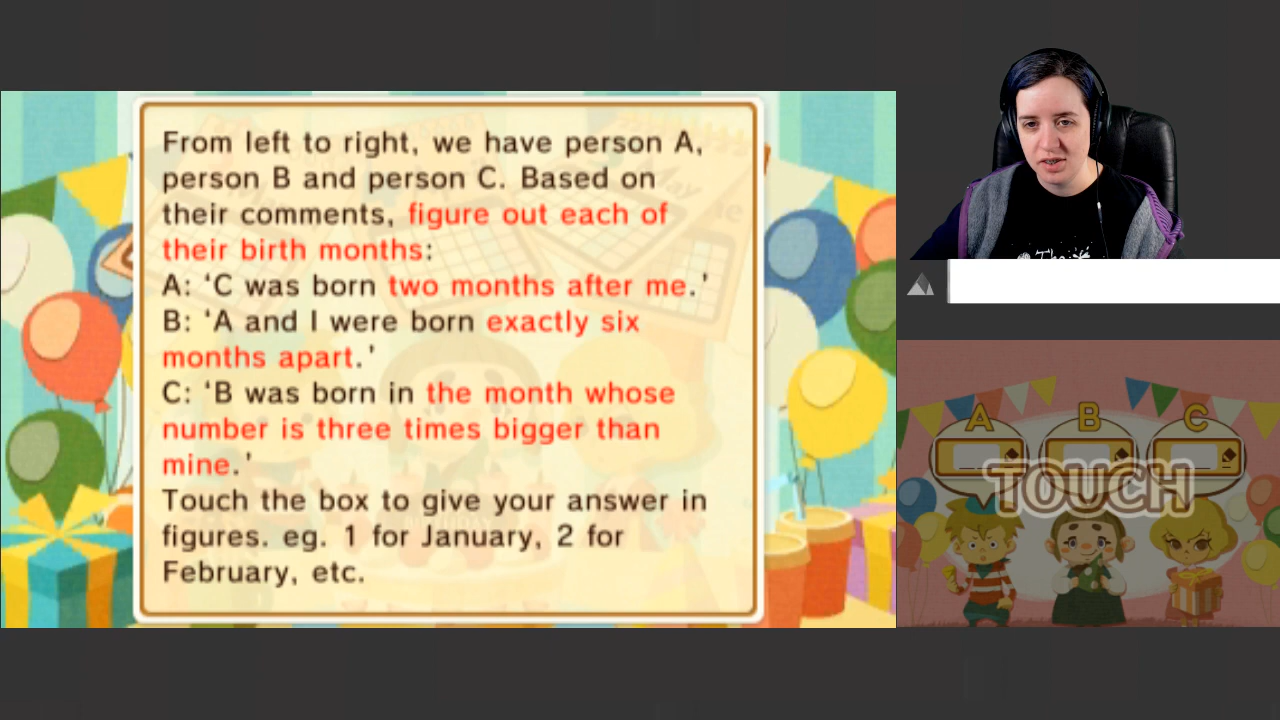 From left to right, we have person A,
person B and person C. Based on
their comments, figure out each of
their birth months:
A: ‘C was born two months after me.’
B: ‘A and I were born exactly six
months apart.’
C: ‘B was born in the month whose
number is three times bigger than
mine.’
Touch the box to give your answer in
figures. eg. 1 for January, 2 for
February, etc.
A B C
TOUCH